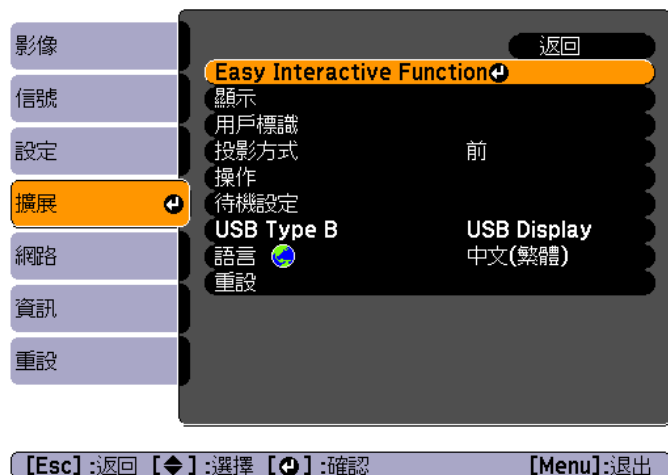 影像
信號
設定
擴展
網路
資訊
重設
返回
Easy Interactive Function
顯示
用戶標識
投影方式 前
操作
待機設定
USB Type B USB Display
語言 中文(繁體)
重設
[Esc] :返回 [◆] :選擇 [⏎] :確認 [Menu]:退出